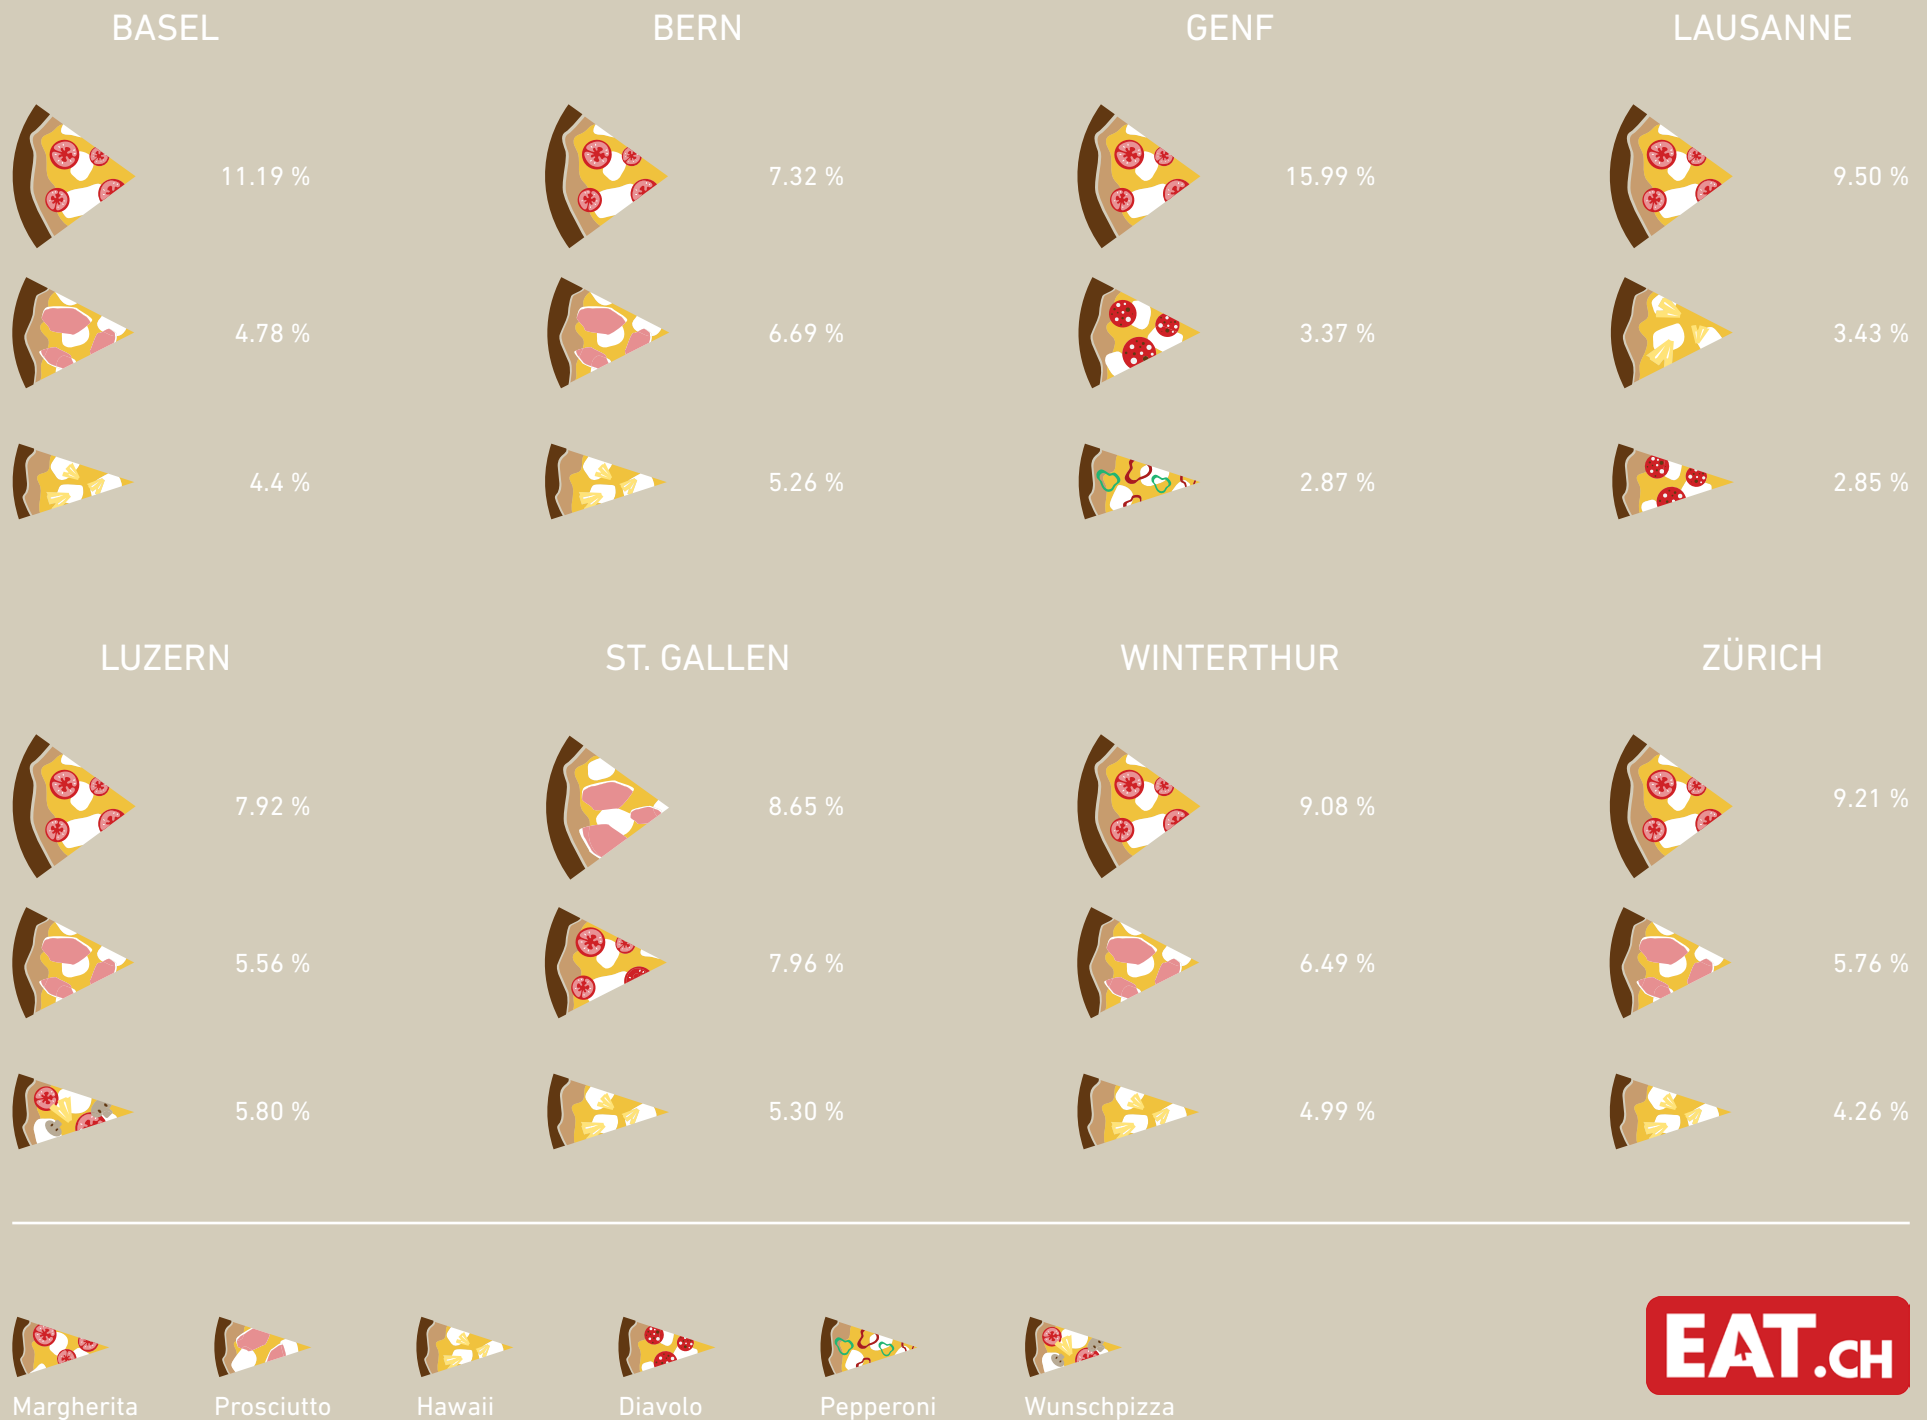 BASEL BERN GENF LAUSANNE
11.19 % 7.32 % 15.99 % 9.50 %
4.78 % 6.69 % 3.37 % 3.43 %
4.4 % 5.26 % 2.87 % 2.85 %
LUZERN ST. GALLEN WINTERTHUR ZÜRICH
7.92 % 8.65 % 9.08 % 9.21 %
5.56 % 7.96 % 6.49 % 5.76 %
5.80 % 5.30 % 4.99 % 4.26 %
Margherita Prosciutto Hawaii Diavolo Pepperoni Wunschpizza
EAT.CH